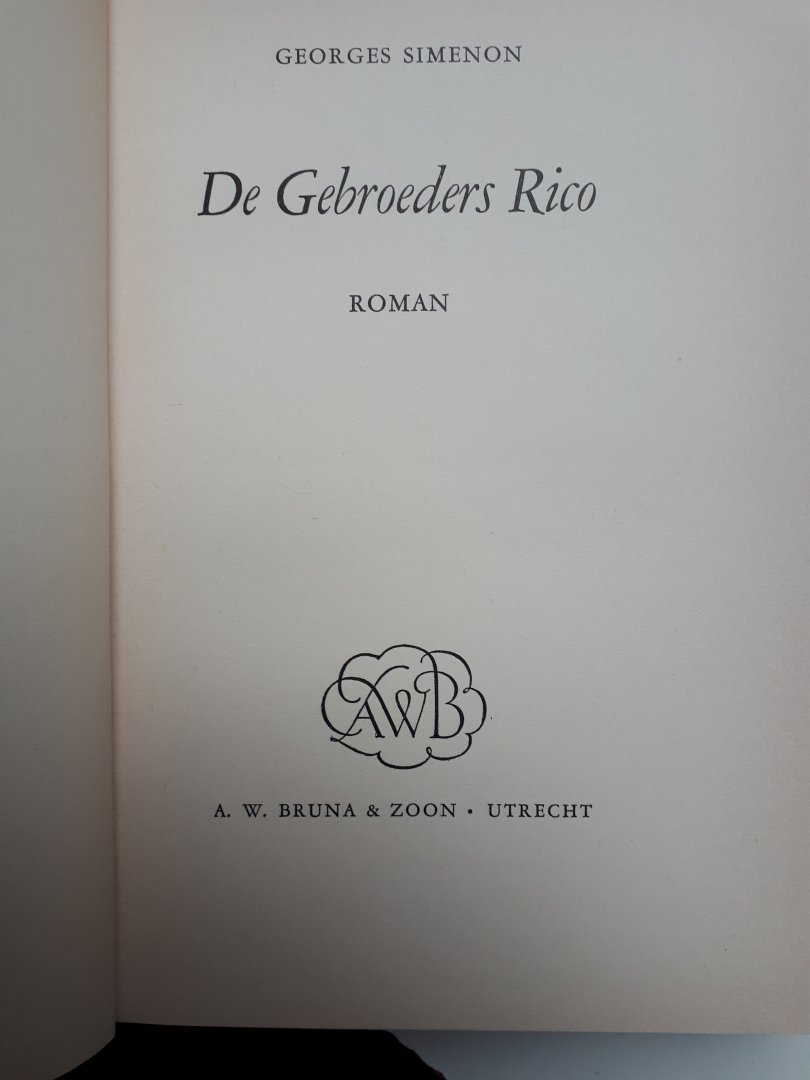 GEORGES SIMENON
De Gebroeders Rico
ROMAN
AWB
A. W. BRUNA & ZOON • UTRECHT